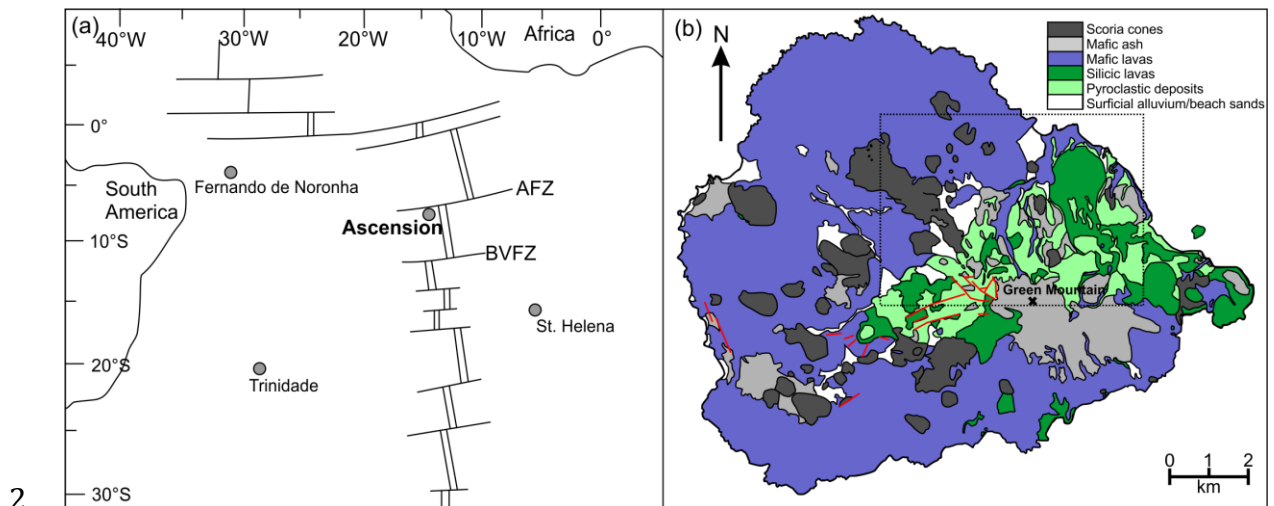 (a)
40°W 30°W 20°W 10°W 0°
Africa
0°
South
America
Fernando de Noronha
AFZ
Ascension
10°S
BVFZ
St. Helena
20°S
Trinidade
30°S
2
(b)
N
Scoria cones
Mafic ash
Mafic lavas
Silicic lavas
Pyroclastic deposits
Surficial alluvium/beach sands
Green Mountain
0 1 2
km